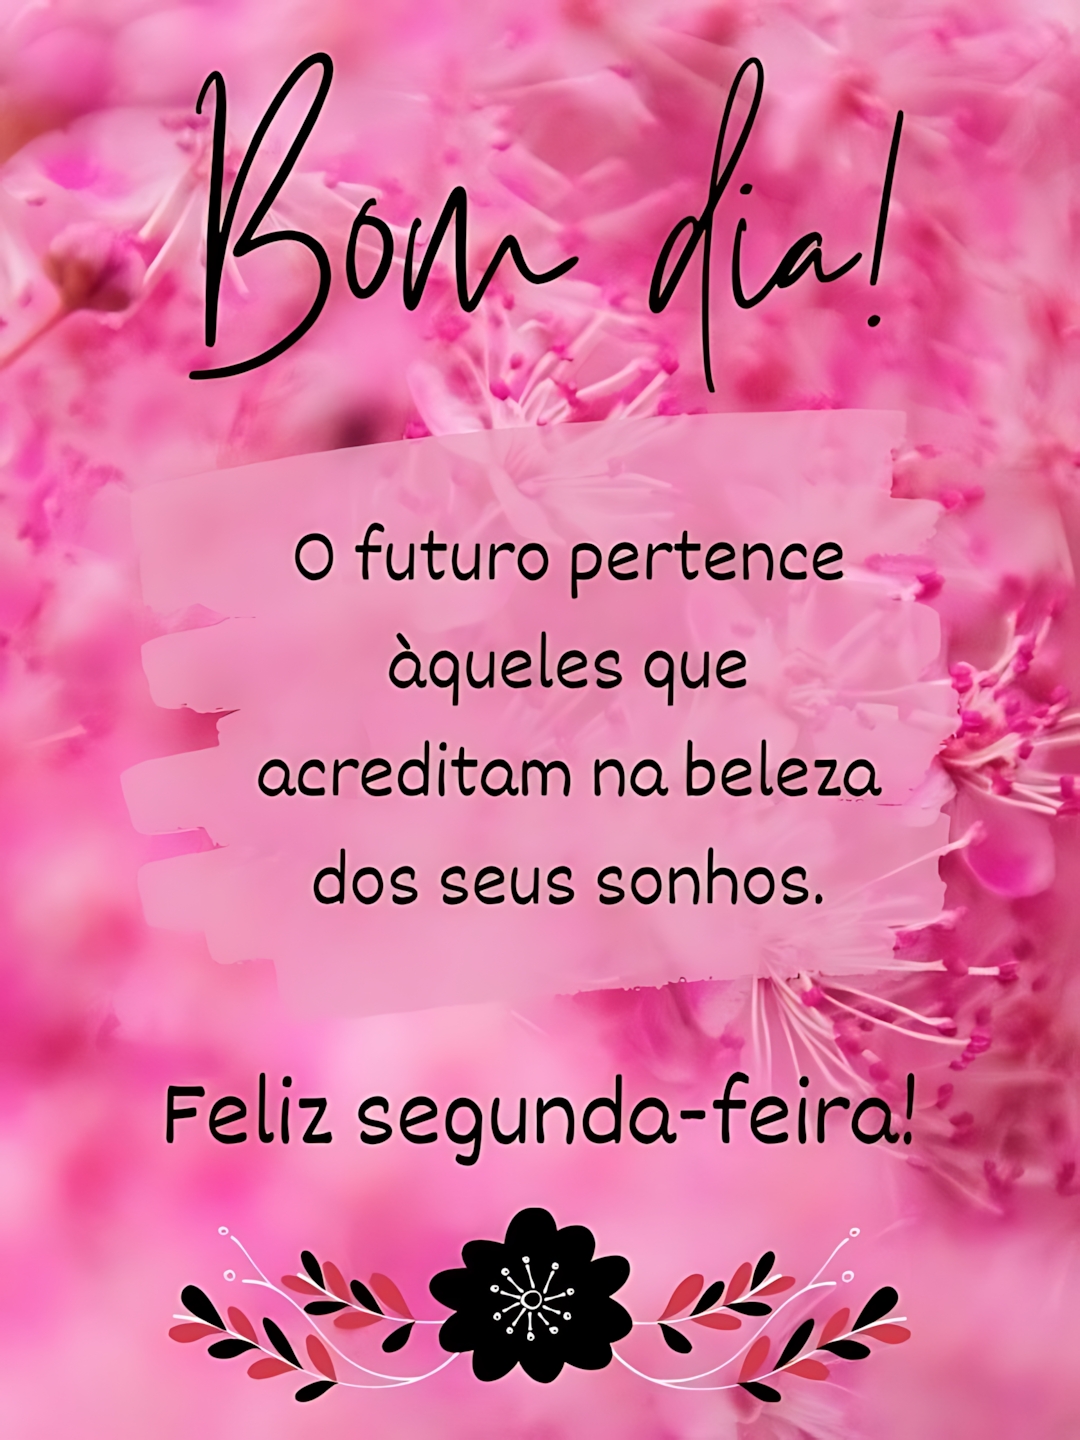 Bom dia!
O futuro pertence
àqueles que
acreditam na beleza
dos seus sonhos.
Feliz segunda-feira!